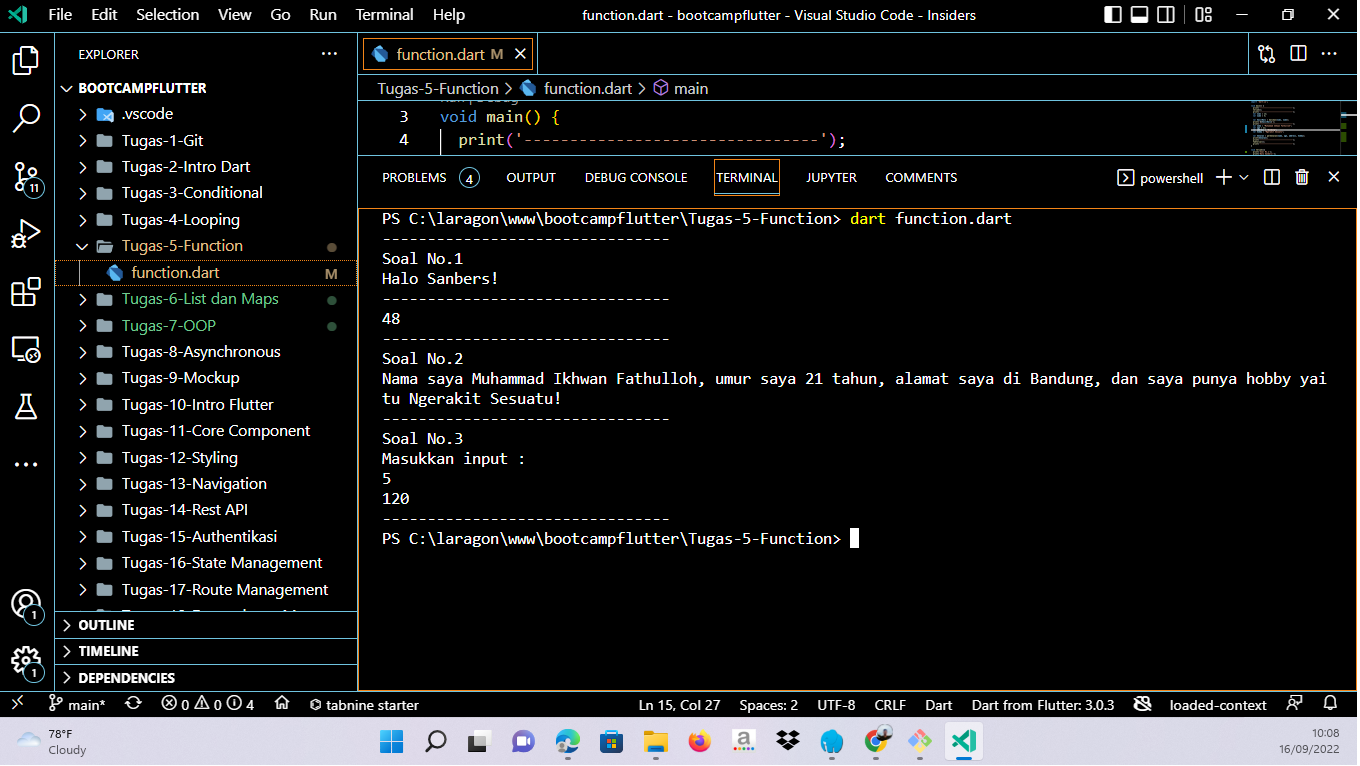 File Edit Selection View Go Run Terminal Help
function.dart - bootcampflutter - Visual Studio Code - Insiders
EXPLORER
BOOTCAMPFLUTTER
.vscode
Tugas-1-Git
Tugas-2-Intro Dart
Tugas-3-Conditional
Tugas-4-Looping
Tugas-5-Function
function.dart M
Tugas-6-List dan Maps
Tugas-7-OOP
Tugas-8-Asynchronous
Tugas-9-Mockup
Tugas-10-Intro Flutter
Tugas-11-Core Component
Tugas-12-Styling
Tugas-13-Navigation
Tugas-14-Rest API
Tugas-15-Authentikasi
Tugas-16-State Management
Tugas-17-Route Management
OUTLINE
TIMELINE
DEPENDENCIES
11
1
1
function.dart M
Tugas-5-Function > function.dart > main
3 void main() {
4 print('--------------------------------');
PROBLEMS 4 OUTPUT DEBUG CONSOLE TERMINAL JUPYTER COMMENTS
powershell
PS C:\laragon\www\bootcampflutter\Tugas-5-Function> dart function.dart
--------------------------------
Soal No.1
Halo Sanbers!
--------------------------------
48
--------------------------------
Soal No.2
Nama saya Muhammad Ikhwan Fathulloh, umur saya 21 tahun, alamat saya di Bandung, dan saya punya hobby yai
tu Ngerakit Sesuatu!
--------------------------------
Soal No.3
Masukkan input :
5
120
--------------------------------
PS C:\laragon\www\bootcampflutter\Tugas-5-Function>
main* 0 0 4 tabnine starter
Ln 15, Col 27 Spaces: 2 UTF-8 CRLF Dart Dart from Flutter: 3.0.3 loaded-context
78°F
Cloudy
a
10:08
16/09/2022